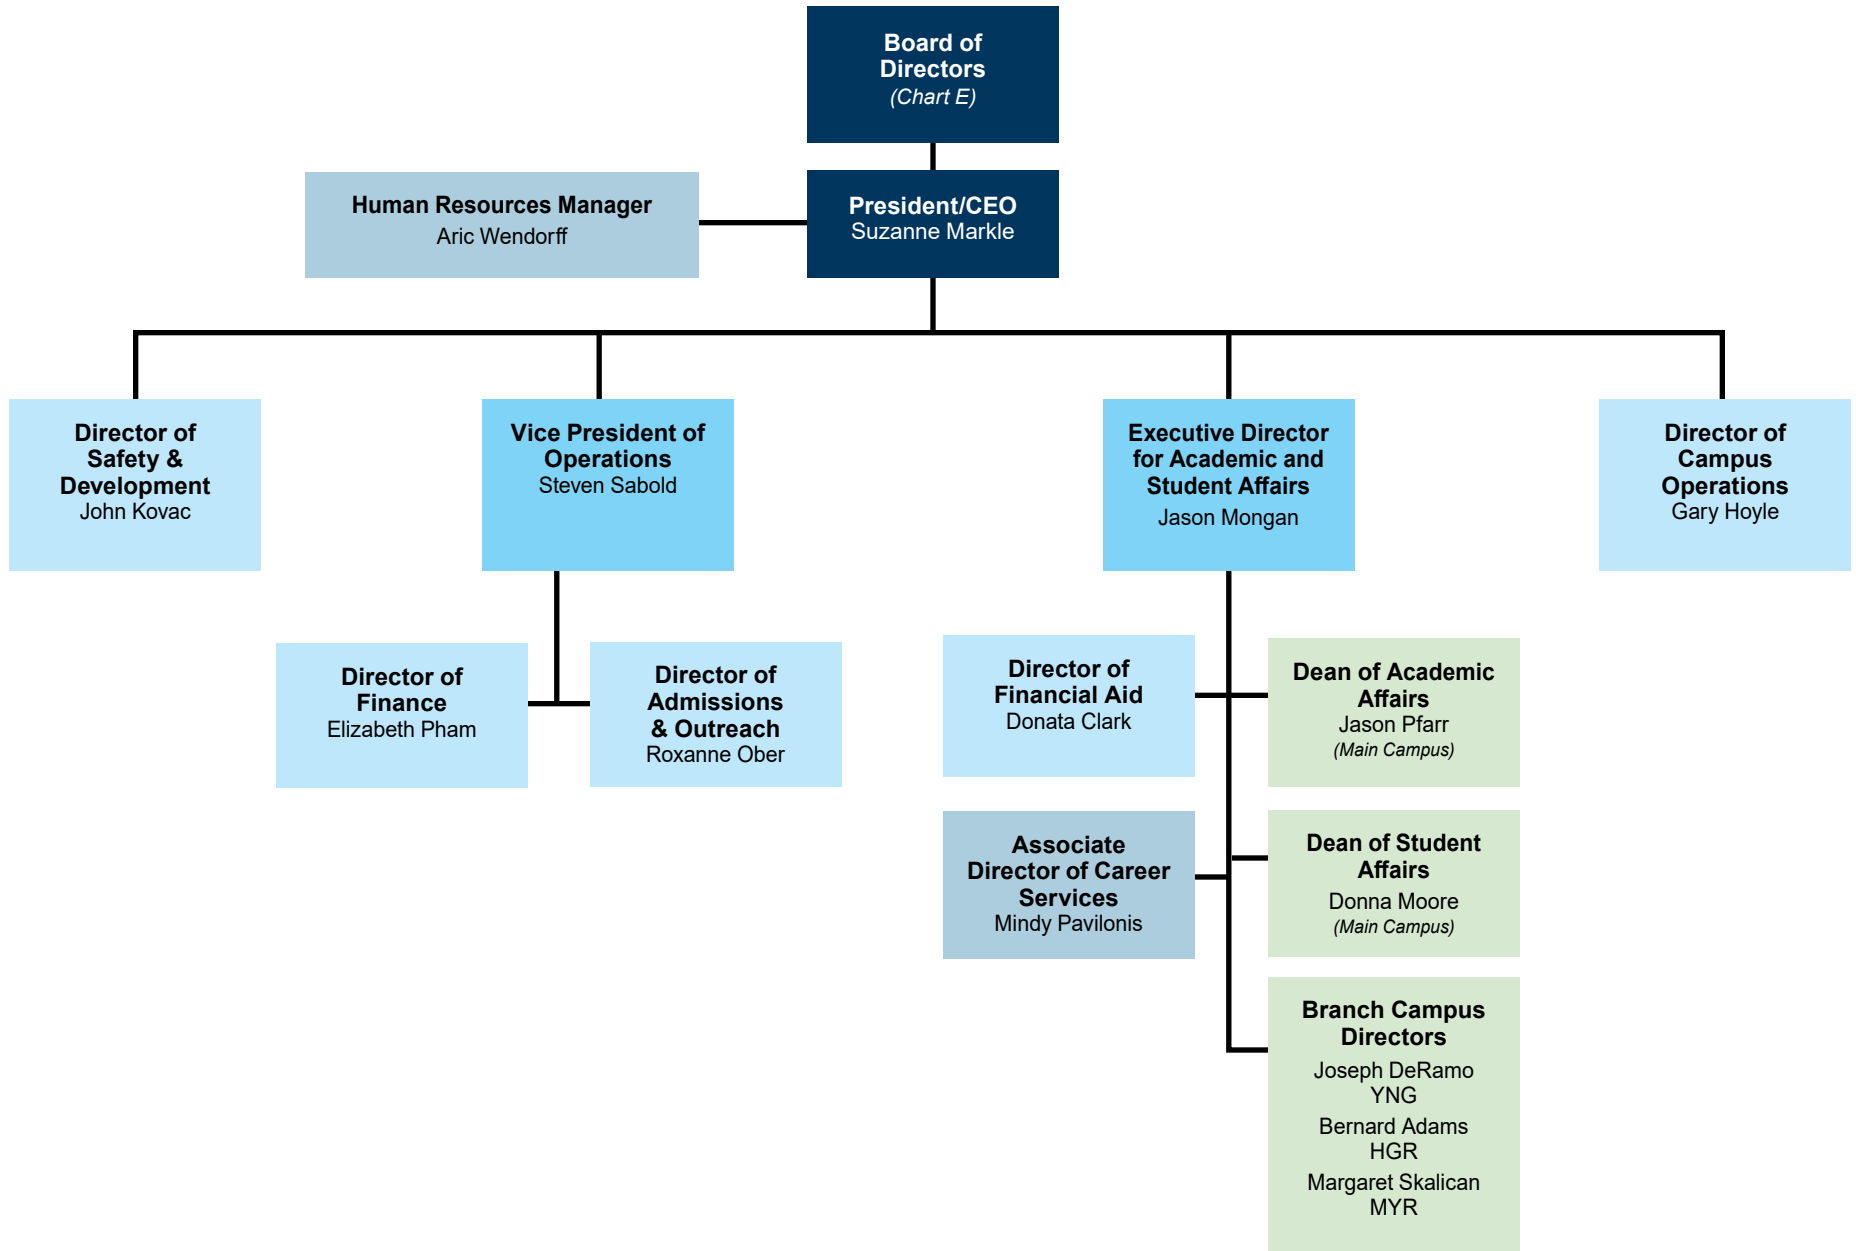 Board of
Directors
(Chart E)
Human Resources Manager
Aric Wendorff
President/CEO
Suzanne Markle
Director of
Safety &
Development
John Kovac
Vice President of
Operations
Steven Sabold
Executive Director
for Academic and
Student Affairs
Jason Mongan
Director of
Campus
Operations
Gary Hoyle
Director of
Finance
Elizabeth Pham
Director of
Admissions
& Outreach
Roxanne Ober
Director of
Financial Aid
Donata Clark
Dean of Academic
Affairs
Jason Pfarr
(Main Campus)
Associate
Director of Career
Services
Mindy Pavilonis
Dean of Student
Affairs
Donna Moore
(Main Campus)
Branch Campus
Directors
Joseph DeRamo
YNG
Bernard Adams
HGR
Margaret Skalican
MYR